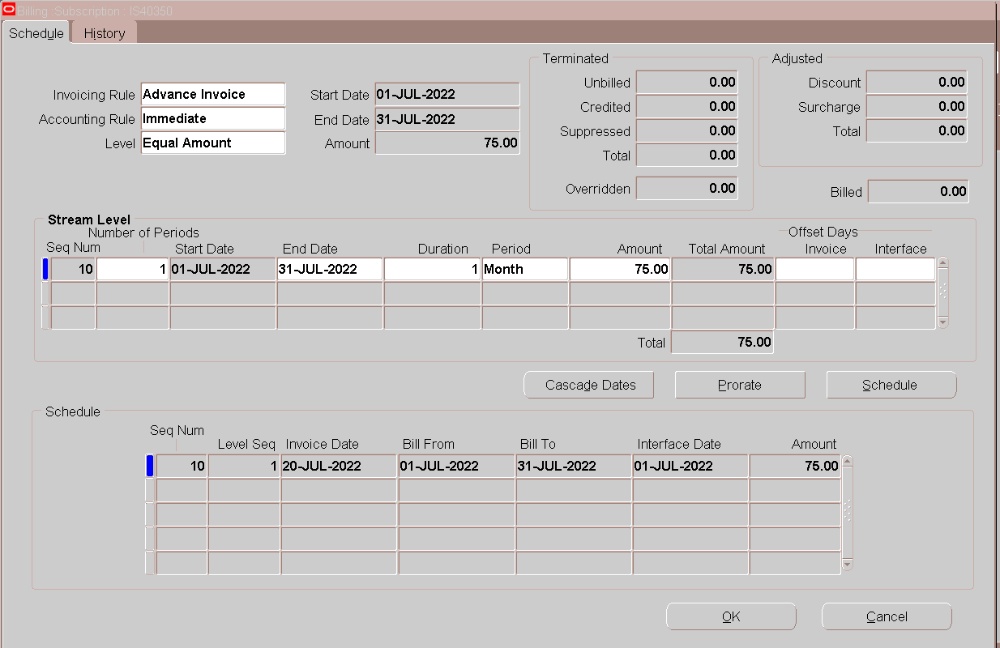 Billing :Subscription : IS40350
Schedule History
Terminated Adjusted
Unbilled 0.00 Discount 0.00
Invoicing Rule Advance Invoice Start Date 01-JUL-2022
Credited 0.00 Surcharge 0.00
Accounting Rule Immediate End Date 31-JUL-2022
Suppressed 0.00 Total 0.00
Level Equal Amount Amount 75.00
Total 0.00
Overridden 0.00 Billed 0.00
Stream Level
Number of Periods Offset Days
Seq Num Start Date End Date Duration Period Amount Total Amount Invoice Interface
10 1 01-JUL-2022 31-JUL-2022 1 Month 75.00 75.00
Total 75.00
Cascade Dates Prorate Schedule
Schedule
Seq Num
Level Seq Invoice Date Bill From Bill To Interface Date Amount
10 1 20-JUL-2022 01-JUL-2022 31-JUL-2022 01-JUL-2022 75.00
OK Cancel